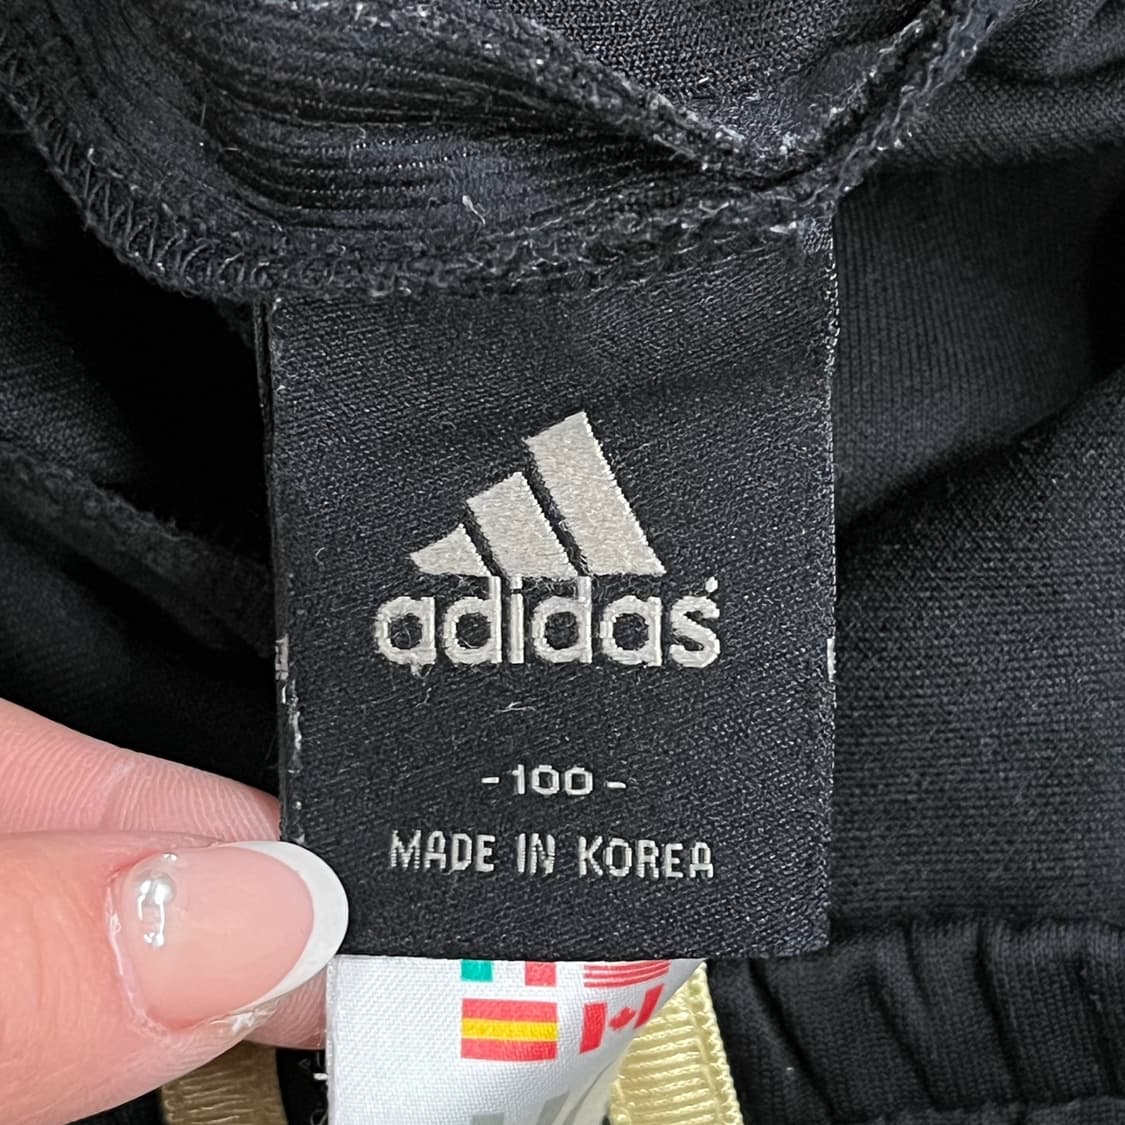 adidas
-100-
MADE IN KOREA